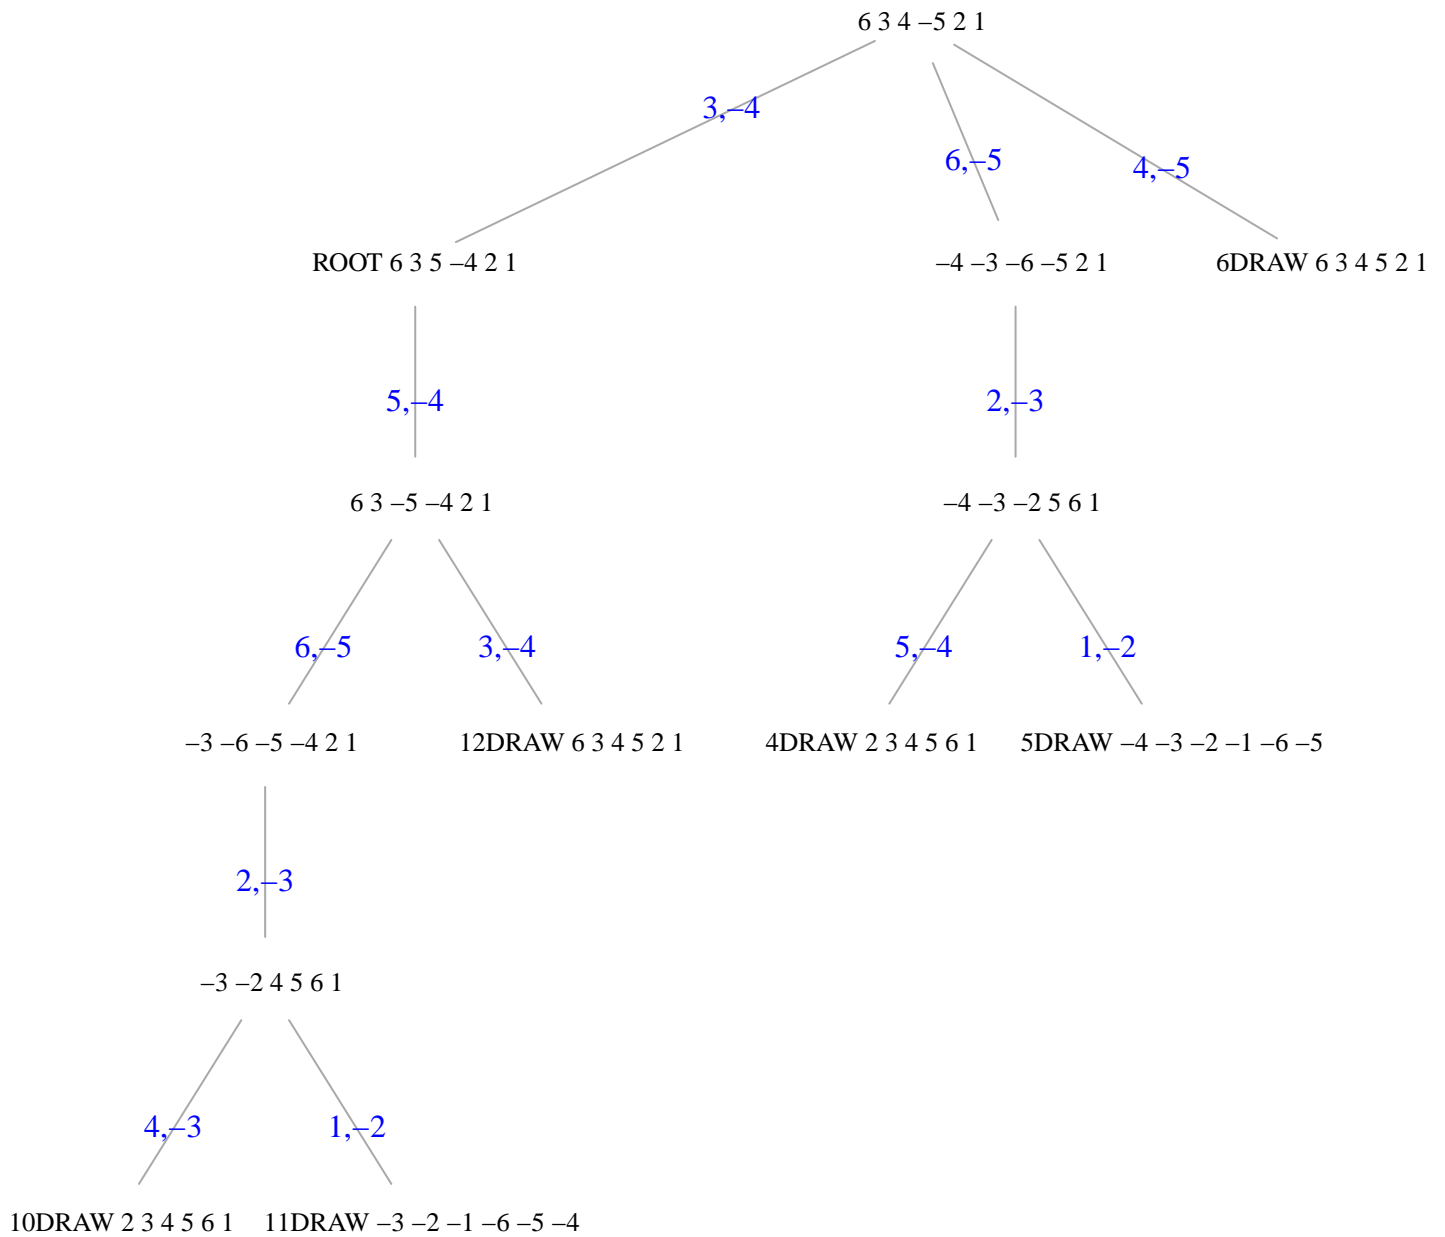 6 3 4 –5 2 1
3,–4
6,–5
4,–5
ROOT 6 3 5 –4 2 1
–4 –3 –6 –5 2 1
6DRAW 6 3 4 5 2 1
5,–4
2,–3
6 3 –5 –4 2 1
–4 –3 –2 5 6 1
6,–5
3,–4
5,–4
1,–2
–3 –6 –5 –4 2 1
12DRAW 6 3 4 5 2 1
4DRAW 2 3 4 5 6 1
5DRAW –4 –3 –2 –1 –6 –5
2,–3
–3 –2 4 5 6 1
4,–3
1,–2
10DRAW 2 3 4 5 6 1
11DRAW –3 –2 –1 –6 –5 –4